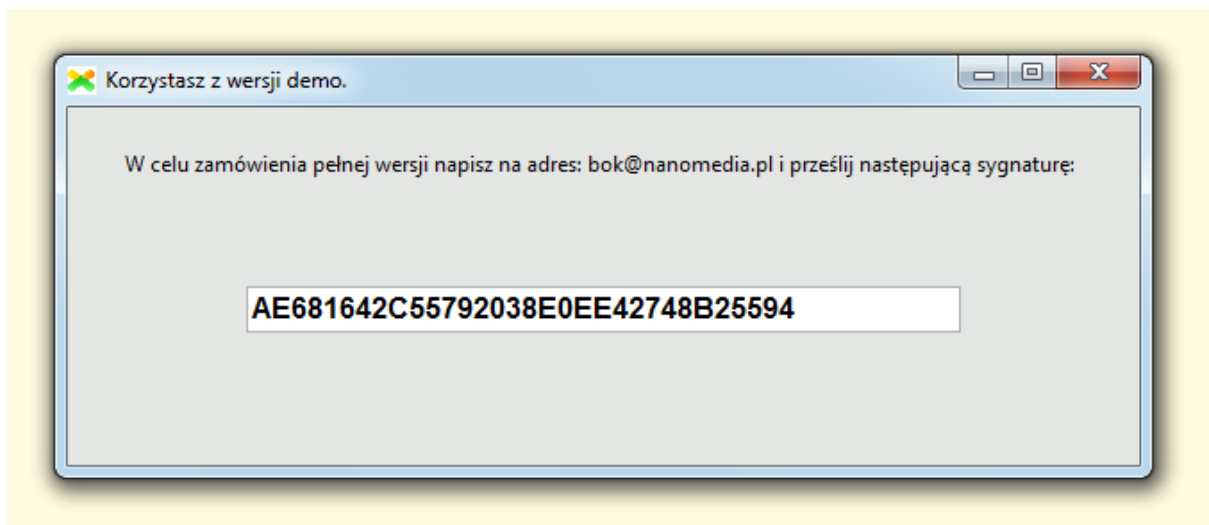 Korzystasz z wersji demo.
W celu zamówienia pełnej wersji napisz na adres: bok@nanomedia.pl i prześlij następującą sygnaturę:
AE681642C55792038E0EE42748B25594